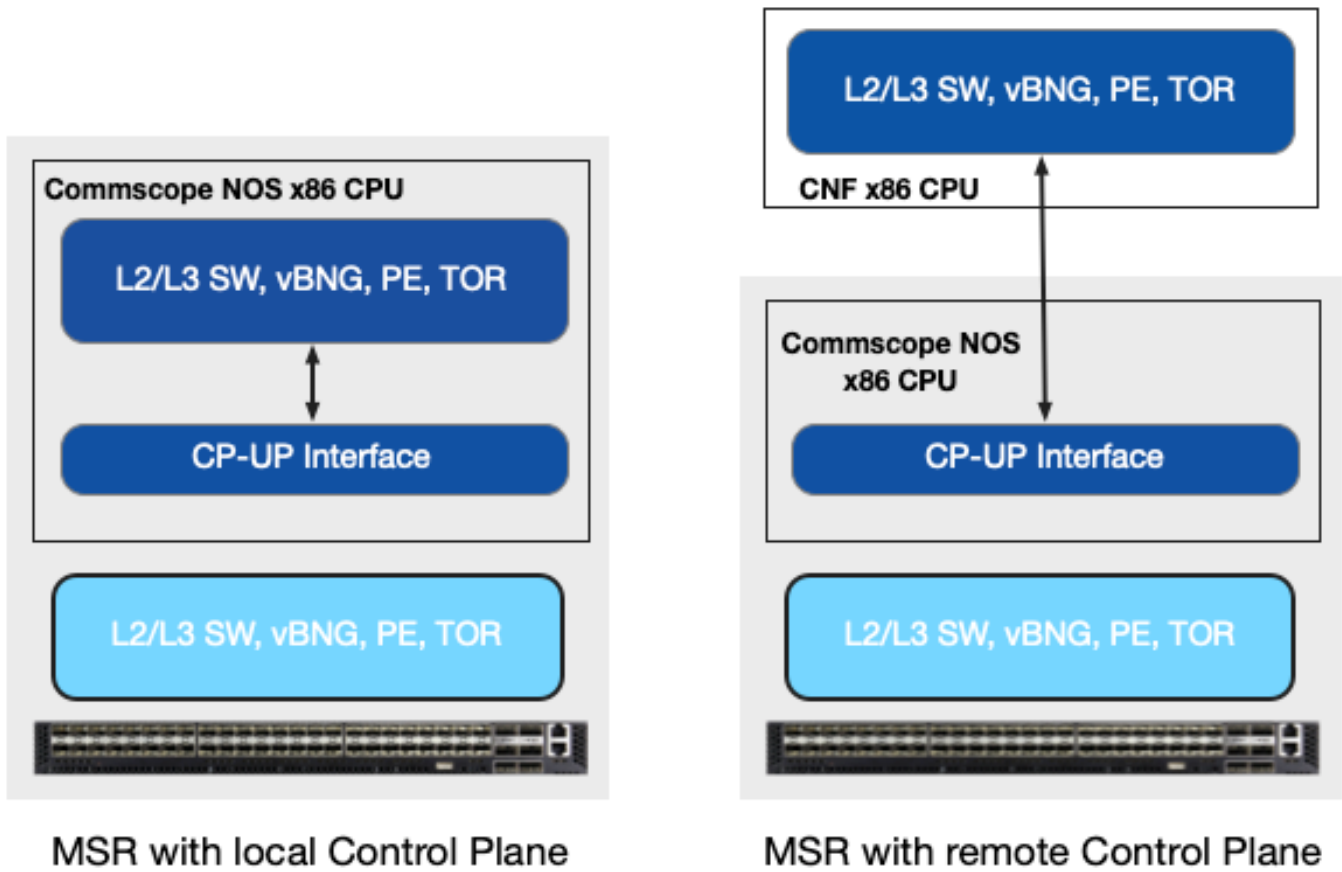 Commscope NOS x86 CPU
L2/L3 SW, vBNG, PE, TOR
CP-UP Interface
L2/L3 SW, vBNG, PE, TOR
MSR with local Control Plane
L2/L3 SW, vBNG, PE, TOR
CNF x86 CPU
Commscope NOS
x86 CPU
CP-UP Interface
L2/L3 SW, vBNG, PE, TOR
MSR with remote Control Plane